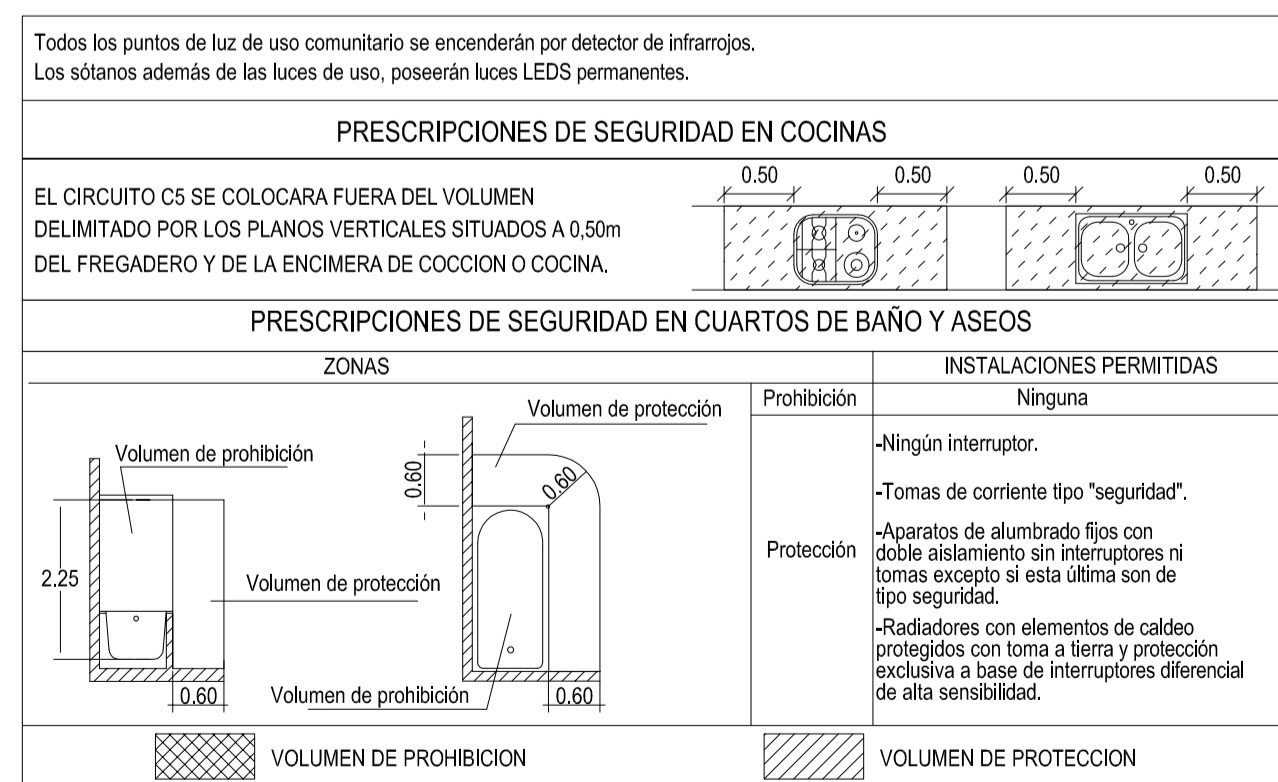 Todos los puntos de luz de uso comunitario se encenderán por detector de infrarrojos.
Los sótanos además de las luces de uso, poseerán luces LEDS permanentes.
PRESCRIPCIONES DE SEGURIDAD EN COCINAS
EL CIRCUITO C5 SE COLOCARA FUERA DEL VOLUMEN
DELIMITADO POR LOS PLANOS VERTICALES SITUADOS A 0,50m
DEL FREGADERO Y DE LA ENCIMERA DE COCCION O COCINA.
0.50
0.50
0.50
0.50
PRESCRIPCIONES DE SEGURIDAD EN CUARTOS DE BAÑO Y ASEOS
ZONAS
INSTALACIONES PERMITIDAS
Volumen de prohibición
2.25
Volumen de protección
0.60
Volumen de protección
0.60
0.60
Volumen de prohibición
0.60
Prohibición
Ninguna
Protección
-Ningún interruptor.
-Tomas de corriente tipo "seguridad".
-Aparatos de alumbrado fijos con
doble aislamiento sin interruptores ni
tomas excepto si esta última son de
tipo seguridad.
-Radiadores con elementos de caldeo
protegidos con toma a tierra y protección
exclusiva a base de interruptores diferencial
de alta sensibilidad.
VOLUMEN DE PROHIBICION
VOLUMEN DE PROTECCION